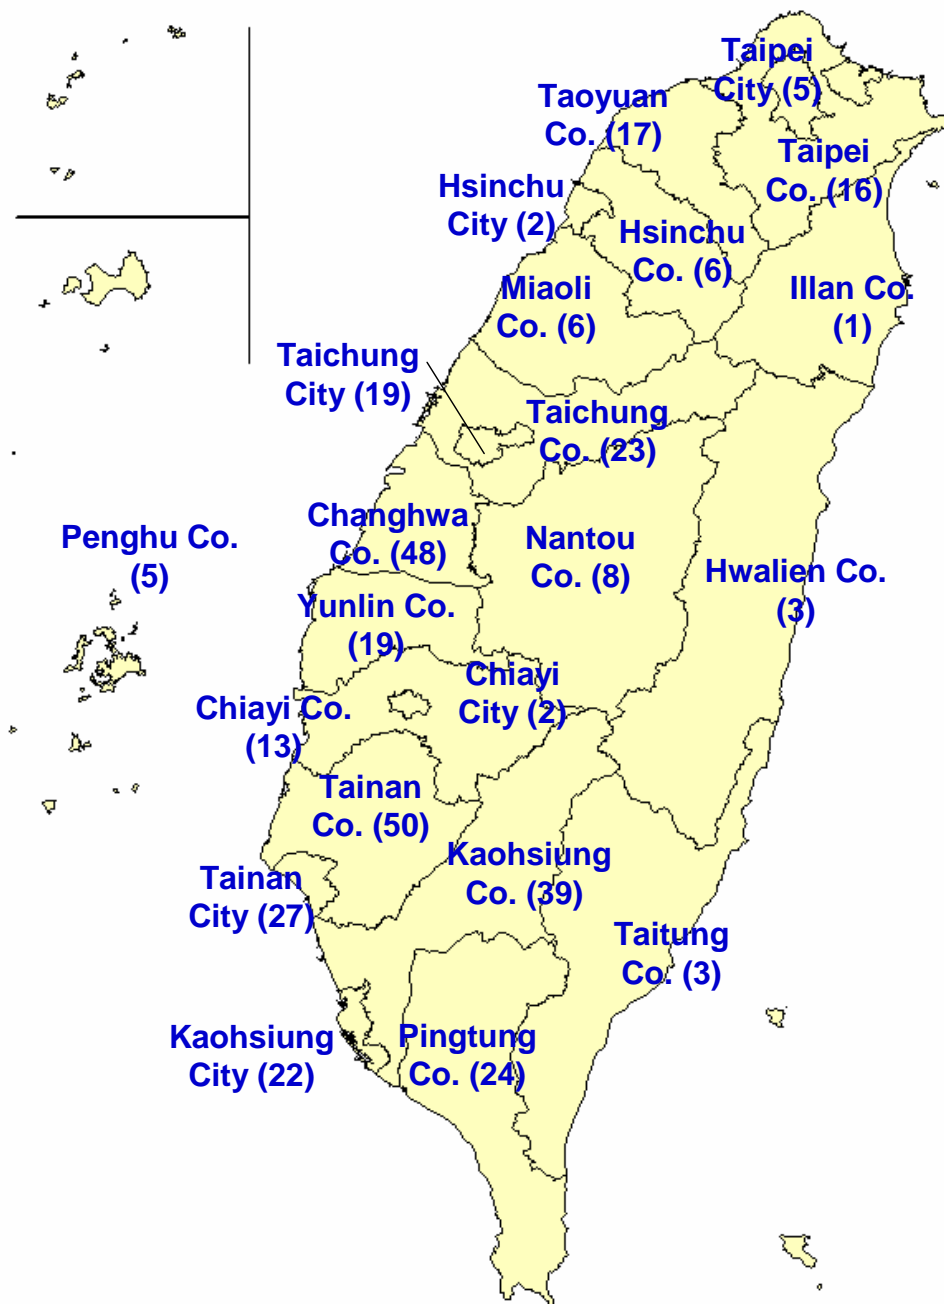 Taipei
City (5)
Taoyuan
Co. (17)
Taipei
Co. (16)
Hsinchu
City (2)
Hsinchu
Co. (6)
Miaoli
Co. (6)
Illan Co.
(1)
Taichung
City (19)
Taichung
Co. (23)
Changhwa
Co. (48)
Nantou
Co. (8)
Penghu Co.
(5)
Hwalien Co.
(3)
Yunlin Co.
(19)
Chiayi
City (2)
Chiayi Co.
(13)
Tainan
Co. (50)
Kaohsiung
Co. (39)
Tainan
City (27)
Taitung
Co. (3)
Kaohsiung
City (22)
Pingtung
Co. (24)